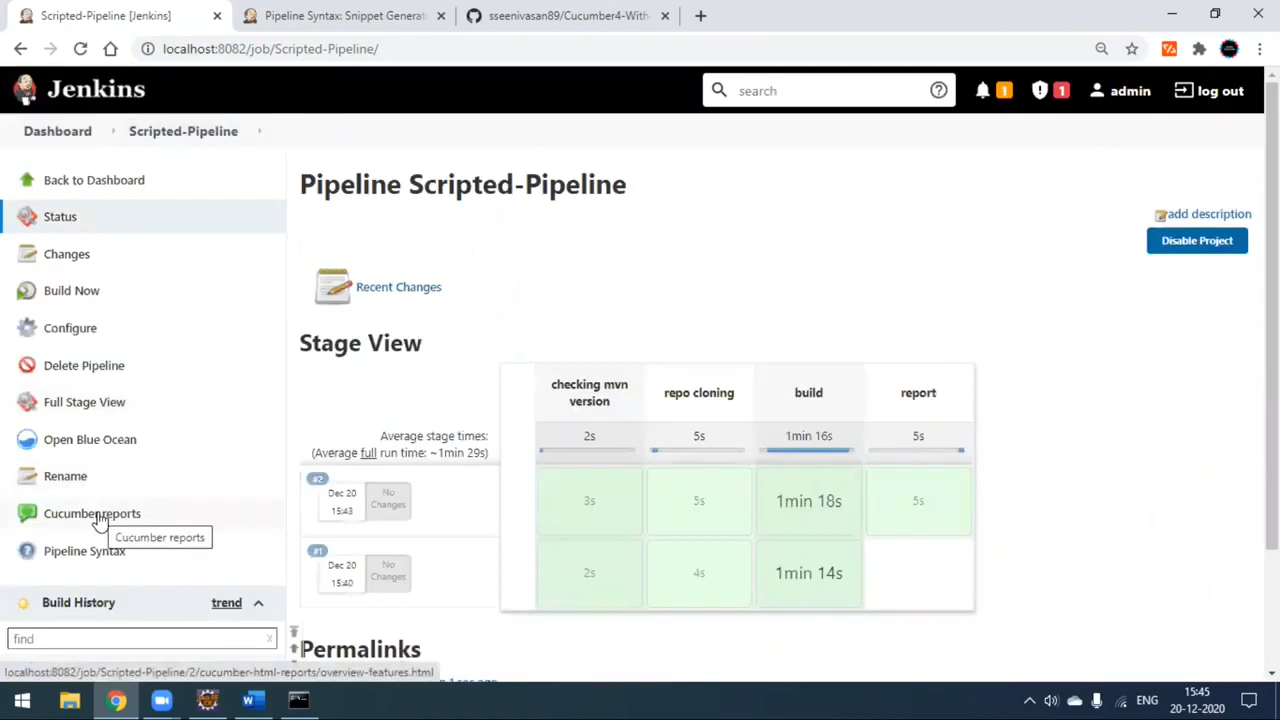 Scripted-Pipeline [Jenkins]
Pipeline Syntax: Snippet Generat
sseenivasan89/Cucumber4-With
localhost:8082/job/Scripted-Pipeline/
Jenkins
search
1
1
admin
log out
Dashboard
Scripted-Pipeline
Back to Dashboard
Status
Changes
Build Now
Configure
Delete Pipeline
Full Stage View
Open Blue Ocean
Rename
Cucumber reports
Cucumber reports
Pipeline Syntax
Build History
trend
find
x
Pipeline Scripted-Pipeline
add description
Disable Project
Recent Changes
Stage View
checking mvn
version
repo cloning
build
report
Average stage times:
(Average full run time: ~1min 29s)
2s
5s
1min 16s
5s
#2
Dec 20
15:43
No
Changes
3s
5s
1min 18s
5s
#1
Dec 20
15:40
No
Changes
2s
4s
1min 14s
Permalinks
localhost:8082/job/Scripted-Pipeline/2/cucumber-html-reports/overview-features.html
ENG
15:45
20-12-2020